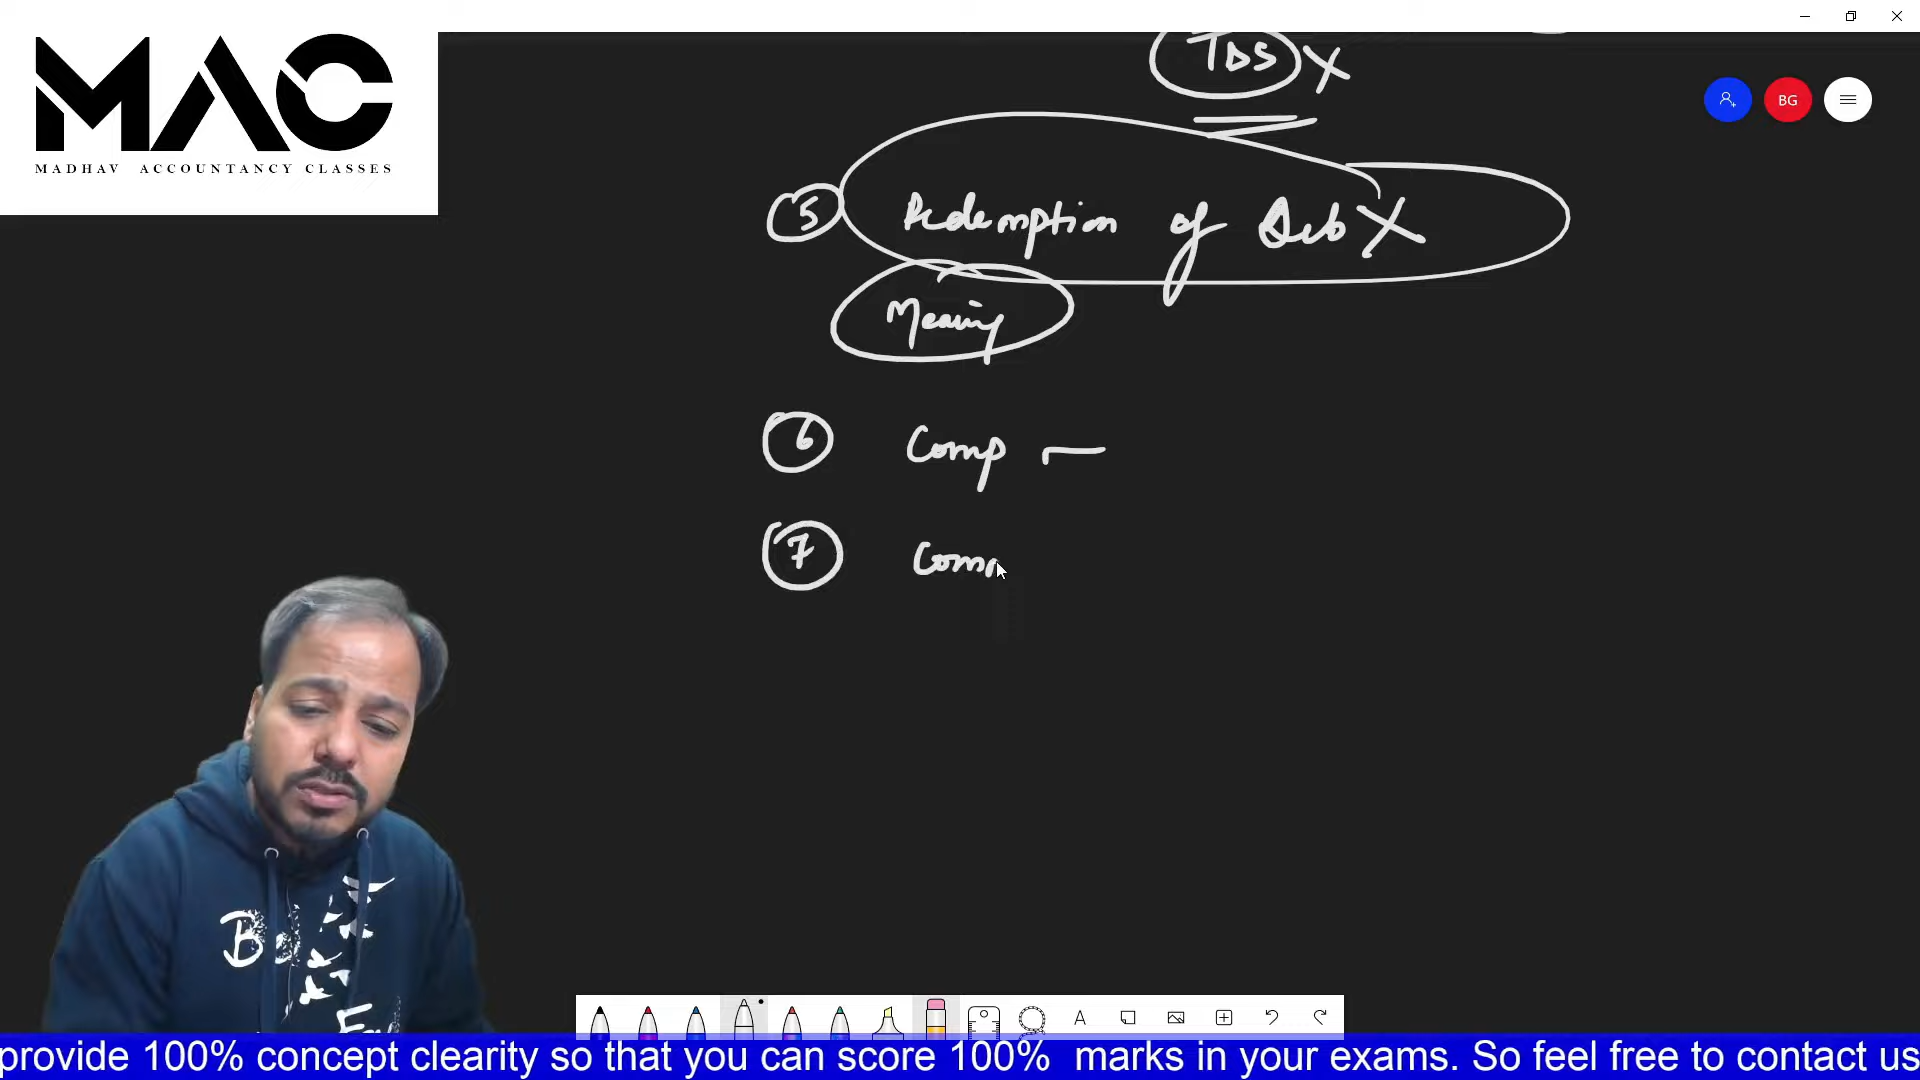 MAC
MADHAV ACCOUNTANCY CLASSES
TDS X
BG
5 Redemption of Deb X
Meaning
6 Comp —
7 Comp
Be
A
provide 100% concept clearity so that you can score 100% marks in your exams. So feel free to contact us